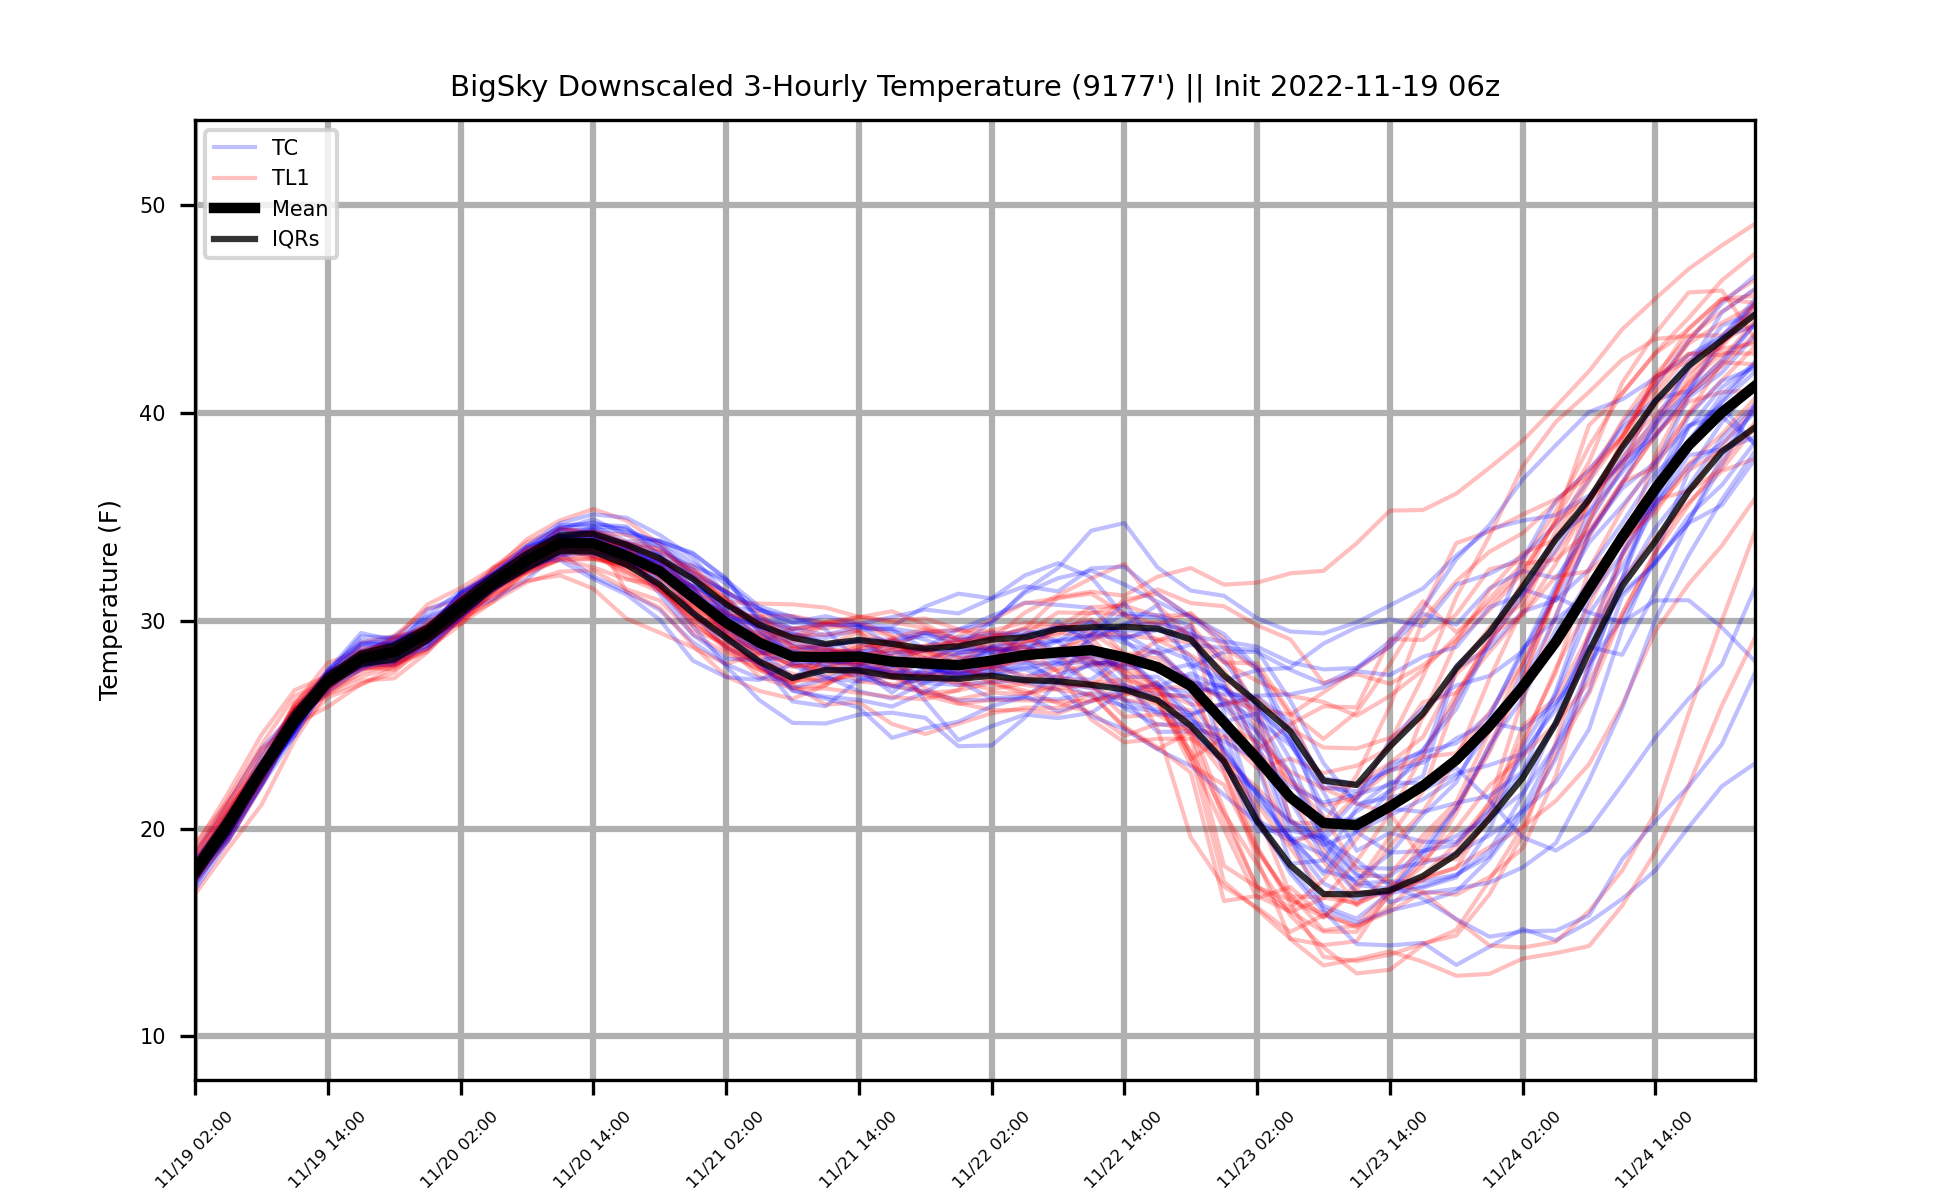 BigSky Downscaled 3-Hourly Temperature (9177') || Init 2022-11-19 06z
TC
TL1
Mean
IQRs
Temperature (F)
50
40
30
20
10
11/19 02:00
11/19 14:00
11/20 02:00
11/20 14:00
11/21 02:00
11/21 14:00
11/22 02:00
11/22 14:00
11/23 02:00
11/23 14:00
11/24 02:00
11/24 14:00